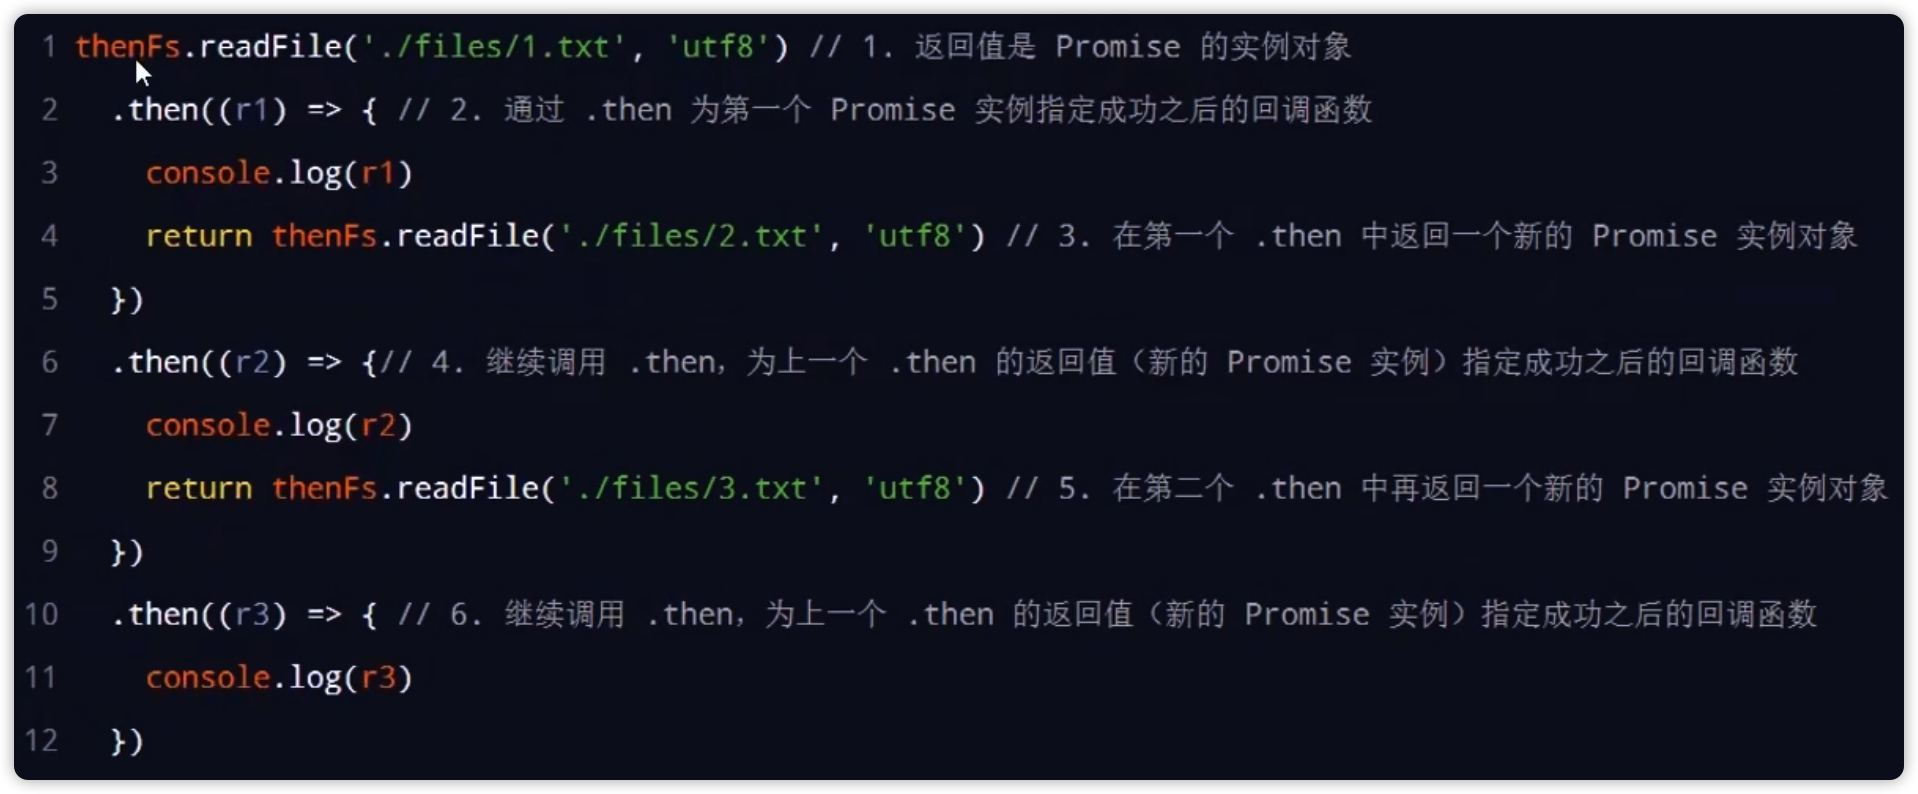 1 thenFs.readFile('./files/1.txt', 'utf8') // 1. 返回值是 Promise 的实例对象
2 .then((r1) => { // 2. 通过 .then 为第一个 Promise 实例指定成功之后的回调函数
3 console.log(r1)
4 return thenFs.readFile('./files/2.txt', 'utf8') // 3. 在第一个 .then 中返回一个新的 Promise 实例对象
5 })
6 .then((r2) => {// 4. 继续调用 .then，为上一个 .then 的返回值（新的 Promise 实例）指定成功之后的回调函数
7 console.log(r2)
8 return thenFs.readFile('./files/3.txt', 'utf8') // 5. 在第二个 .then 中再返回一个新的 Promise 实例对象
9 })
10 .then((r3) => { // 6. 继续调用 .then，为上一个 .then 的返回值（新的 Promise 实例）指定成功之后的回调函数
11 console.log(r3)
12 })